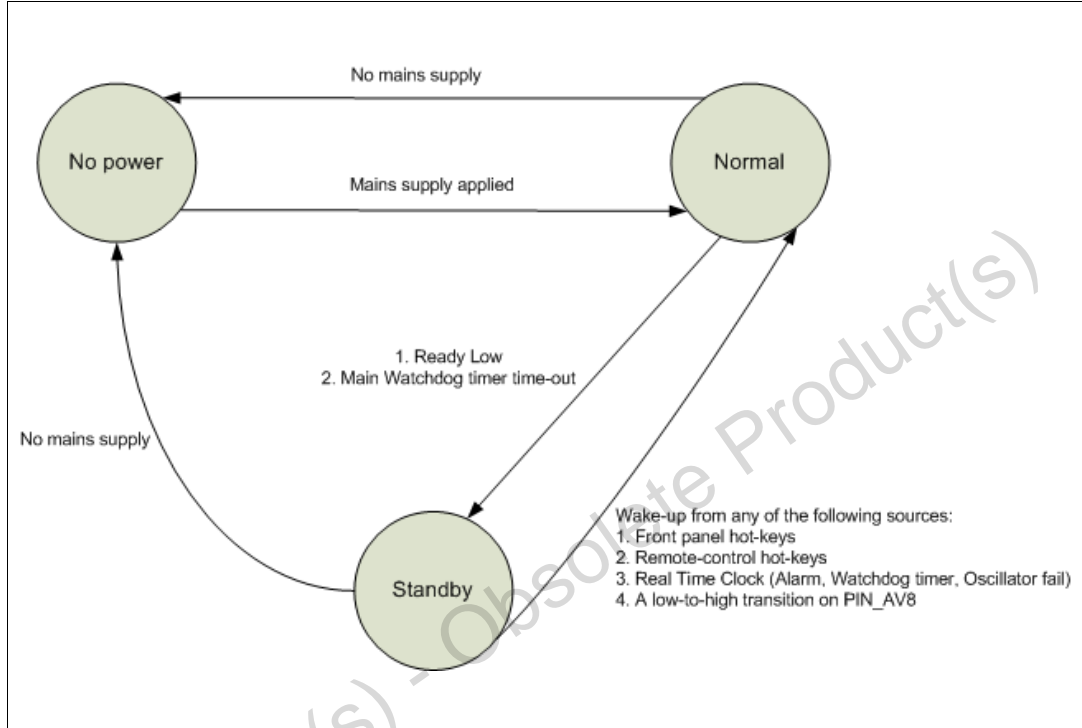 No mains supply
No power
Normal
Mains supply applied
1. Ready Low
2. Main Watchdog timer time-out
No mains supply
Wake-up from any of the following sources:
1. Front panel hot-keys
2. Remote-control hot-keys
3. Real Time Clock (Alarm, Watchdog timer, Oscillator fail)
4. A low-to-high transition on PIN_AV8
Standby
(s) - Obsolete Product(s)